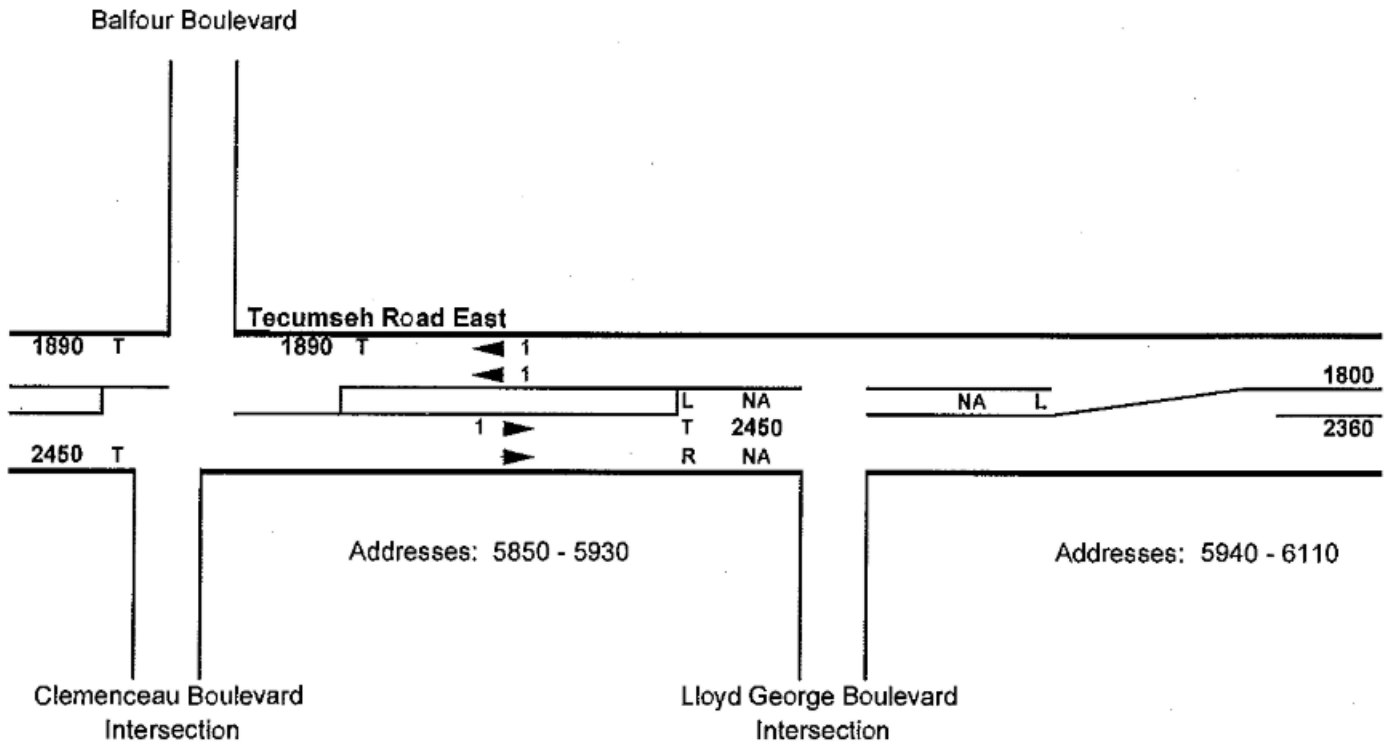 Balfour Boulevard
Tecumseh Road East
1890 T 1890 T 1
1
1800
L NA NA L
1 T 2450 2360
2450 T R NA
Addresses: 5850 - 5930 Addresses: 5940 - 6110
Clemenceau Boulevard Lloyd George Boulevard
Intersection Intersection